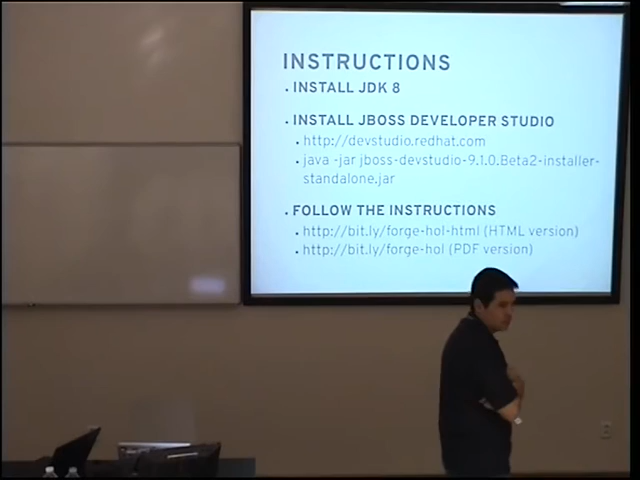 INSTRUCTIONS
. INSTALL JDK 8
. INSTALL JBOSS DEVELOPER STUDIO
. http://devstudio.redhat.com
. java -jar jboss-devstudio-9.1.0.Beta2-installer-
standalone.jar
. FOLLOW THE INSTRUCTIONS
. http://bit.ly/forge-hol-html (HTML version)
. http://bit.ly/forge-hol (PDF version)